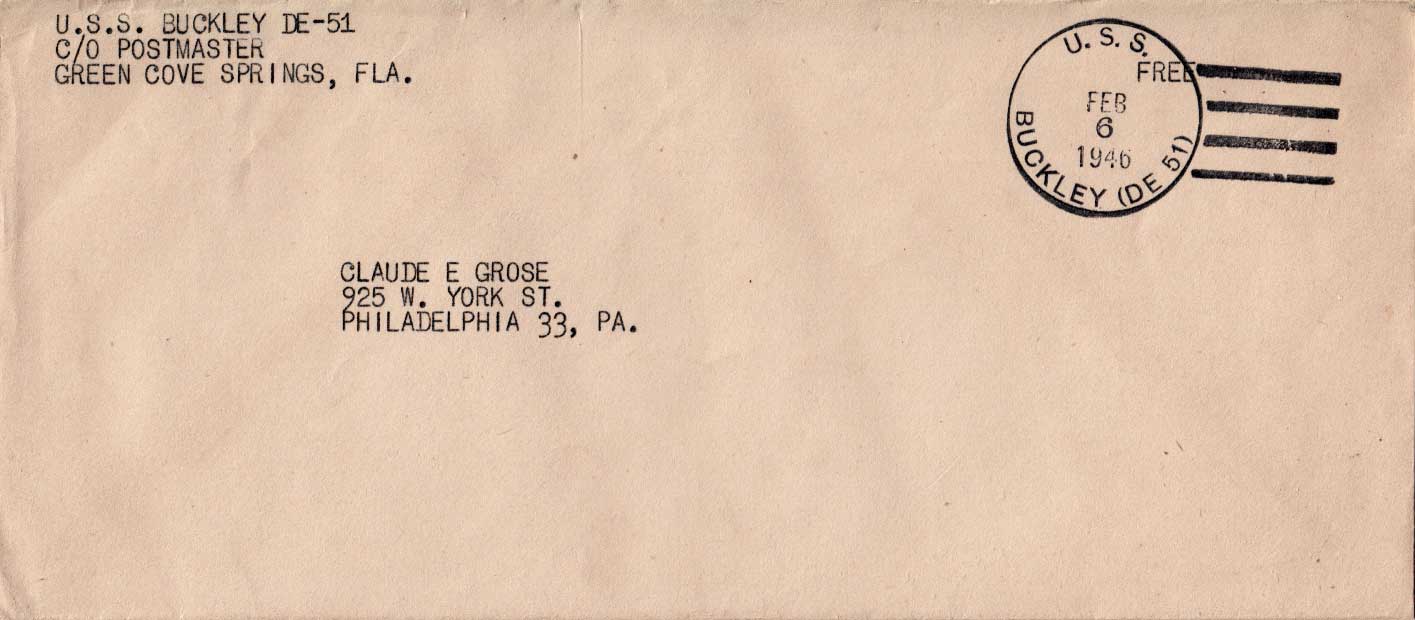 U.S.S. BUCKLEY DE-51
C/O POSTMASTER
GREEN COVE SPRINGS, FLA.
U. S. S.
FREE
FEB
6
1946
BUCKLEY (DE 51)
CLAUDE E GROSE
925 W. YORK ST.
PHILADELPHIA 33, PA.